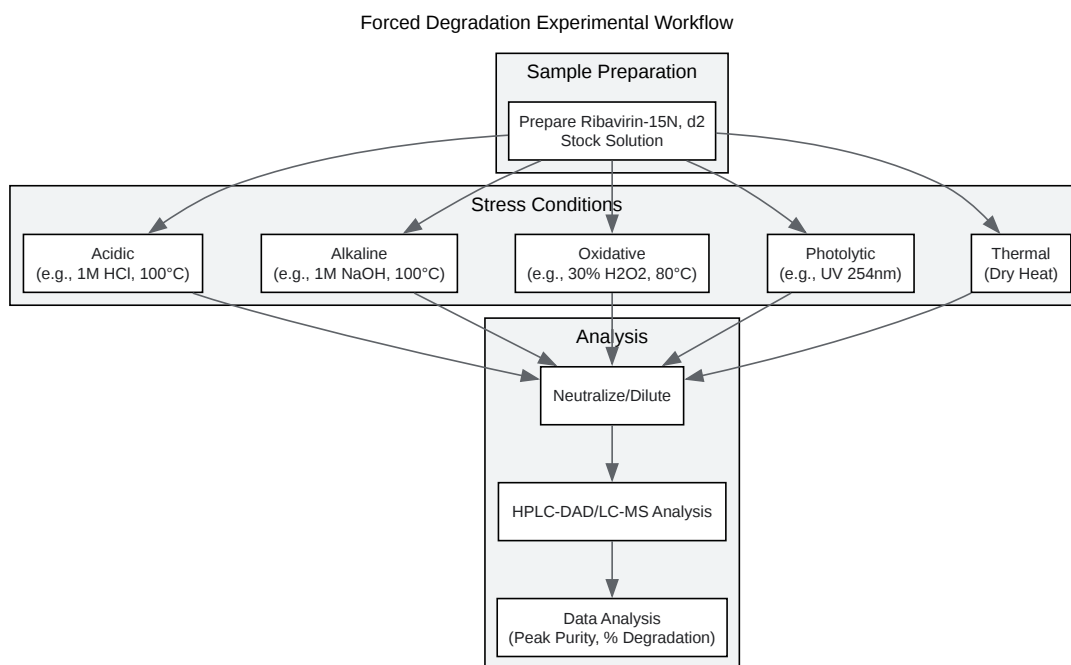 Forced Degradation Experimental Workflow
Sample Preparation
Prepare Ribavirin-15N, d2
Stock Solution
Stress Conditions
Acidic
(e.g., 1M HCl, 100°C)
Alkaline
(e.g., 1M NaOH, 100°C)
Oxidative
(e.g., 30% H2O2, 80°C)
Photolytic
(e.g., UV 254nm)
Thermal
(Dry Heat)
Analysis
Neutralize/Dilute
HPLC-DAD/LC-MS Analysis
Data Analysis
(Peak Purity, % Degradation)